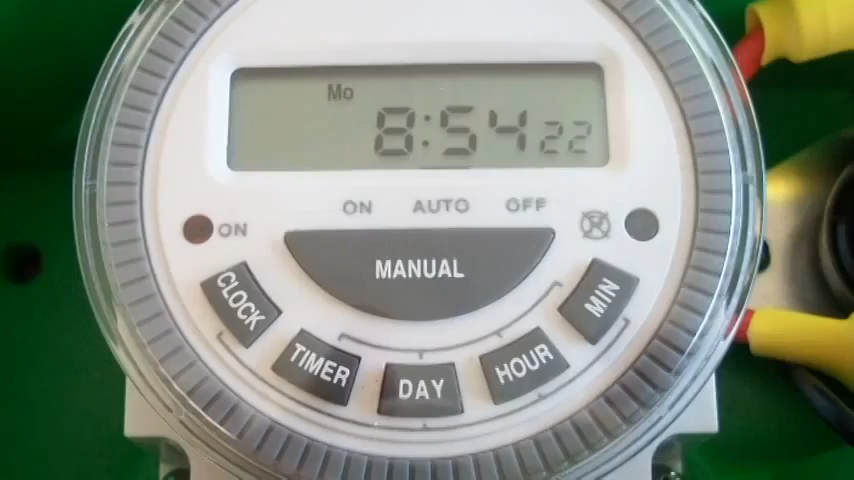 Mo
8:54 22
ON AUTO OFF
ON
MANUAL
CLOCK
TIMER
DAY
HOUR
MIN